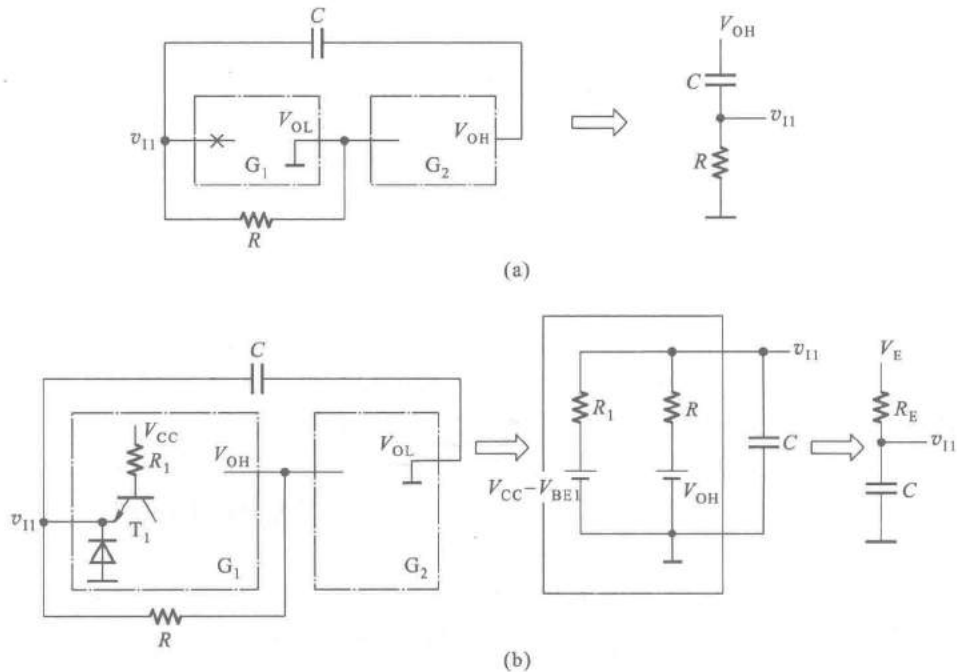 C
V_OH
C
v_I1
V_OL
G_1
V_OH
G_2
v_I1
R
R
(a)
C
V_CC
R_1
V_OH
V_OL
v_I1
T_1
G_1
G_2
R
v_I1
R_1
R
C
V_CC−V_BE1
V_OH
V_E
R_E
v_I1
C
(b)